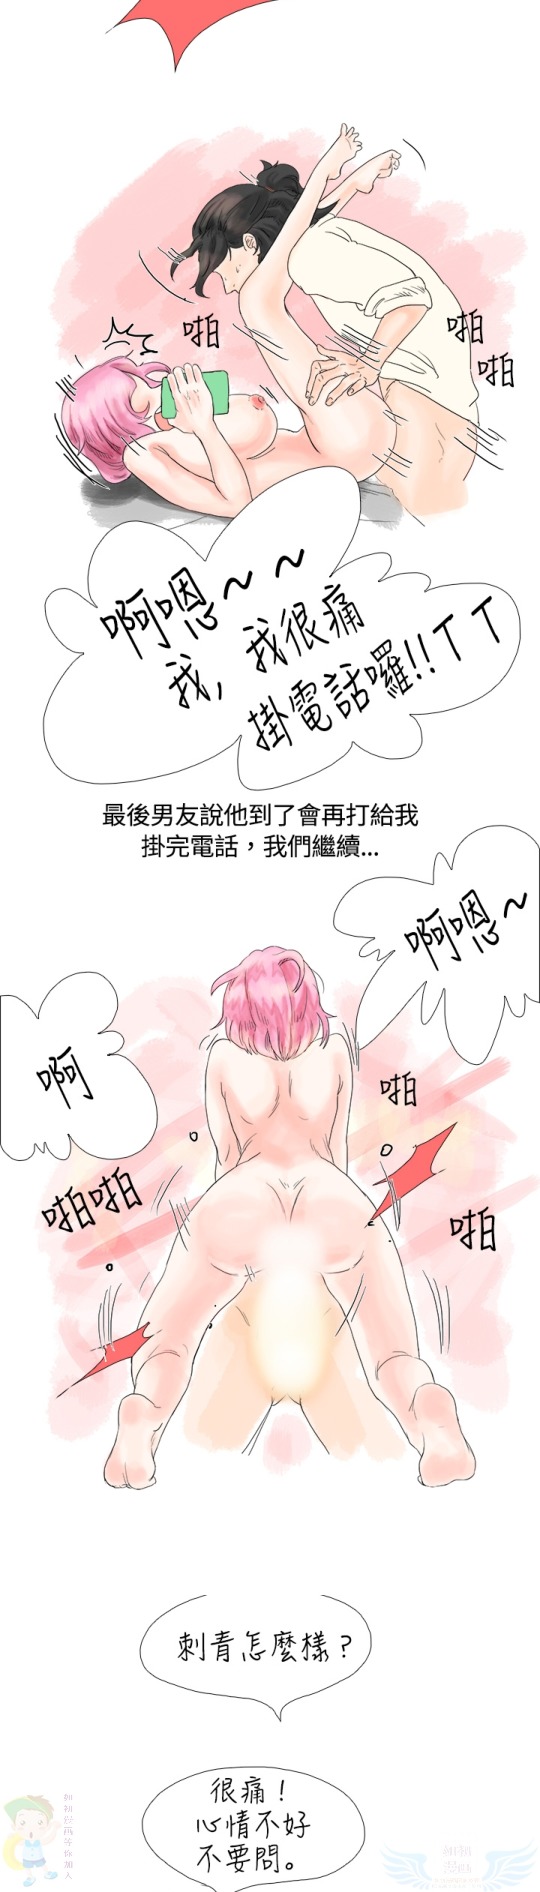 啪
啪
啪
啊嗯～～
我，我很痛
掛電話囉!!ＴＴ
最後男友說他到了會再打給我
掛完電話，我們繼續...
啊嗯～
啊
啪
啪啪
啪
刺青怎麼樣？
很痛！
心情不好
不要問。